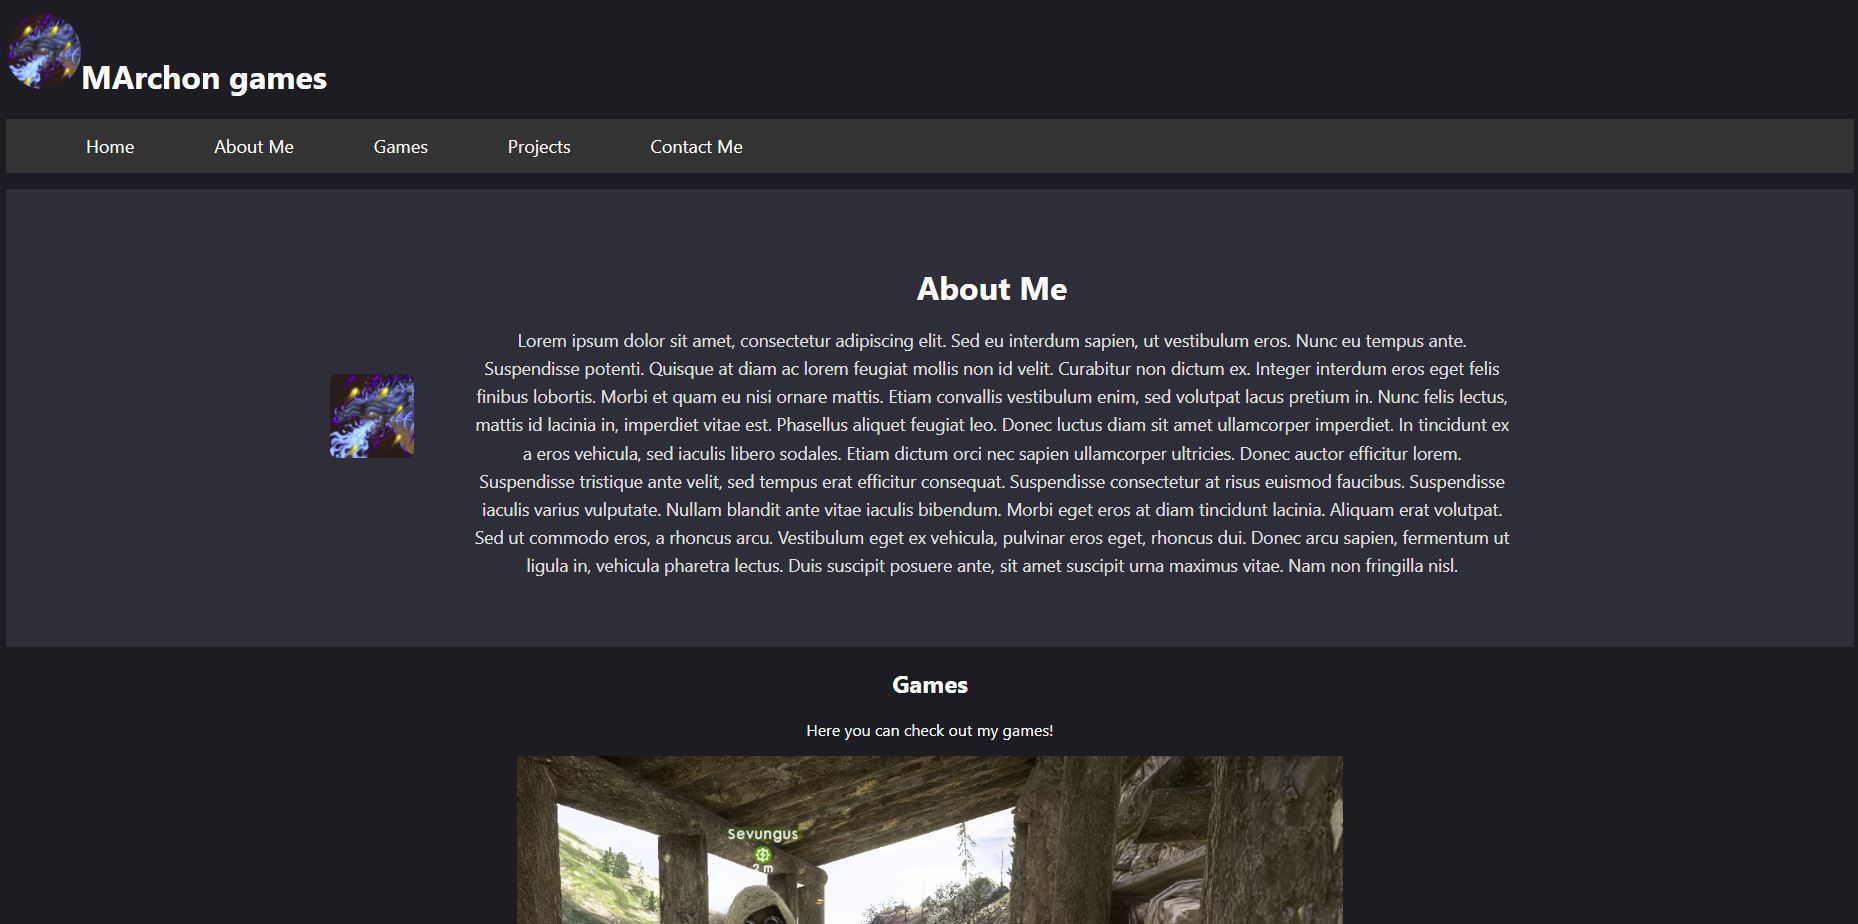 MArchon games
Home About Me Games Projects Contact Me
About Me
Lorem ipsum dolor sit amet, consectetur adipiscing elit. Sed eu interdum sapien, ut vestibulum eros. Nunc eu tempus ante.
Suspendisse potenti. Quisque at diam ac lorem feugiat mollis non id velit. Curabitur non dictum ex. Integer interdum eros eget felis
finibus lobortis. Morbi et quam eu nisi ornare mattis. Etiam convallis vestibulum enim, sed volutpat lacus pretium in. Nunc felis lectus,
mattis id lacinia in, imperdiet vitae est. Phasellus aliquet feugiat leo. Donec luctus diam sit amet ullamcorper imperdiet. In tincidunt ex
a eros vehicula, sed iaculis libero sodales. Etiam dictum orci nec sapien ullamcorper ultricies. Donec auctor efficitur lorem.
Suspendisse tristique ante velit, sed tempus erat efficitur consequat. Suspendisse consectetur at risus euismod faucibus. Suspendisse
iaculis varius vulputate. Nullam blandit ante vitae iaculis bibendum. Morbi eget eros at diam tincidunt lacinia. Aliquam erat volutpat.
Sed ut commodo eros, a rhoncus arcu. Vestibulum eget ex vehicula, pulvinar eros eget, rhoncus dui. Donec arcu sapien, fermentum ut
ligula in, vehicula pharetra lectus. Duis suscipit posuere ante, sit amet suscipit urna maximus vitae. Nam non fringilla nisl.
Games
Here you can check out my games!
Sevungus
2 m